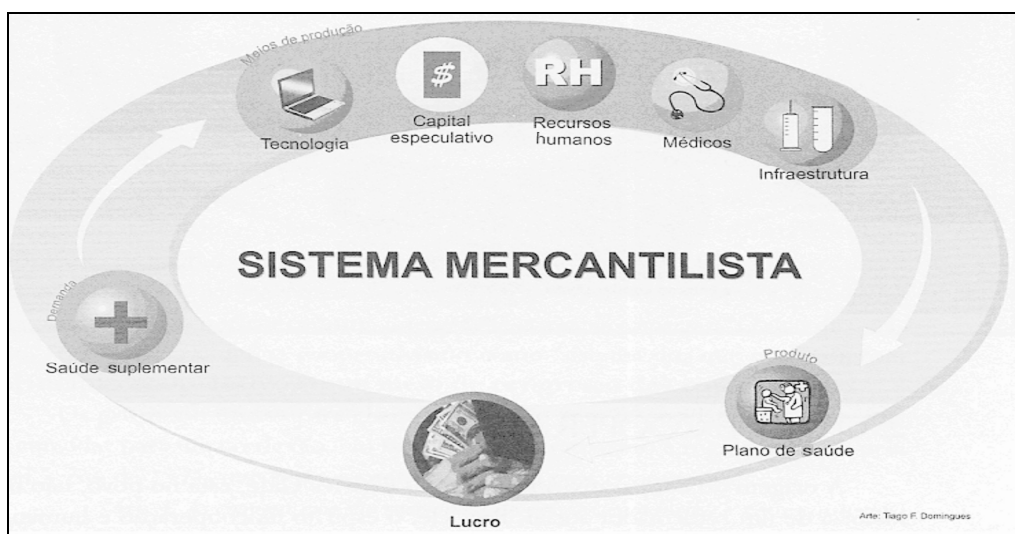 Meios de produção
$
RH
Tecnologia
Capital
especulativo
Recursos
humanos
Médicos
Infraestrutura
SISTEMA MERCANTILISTA
Demanda
Saúde suplementar
Produto
Plano de saúde
Lucro
Arte: Tiago F. Domingues